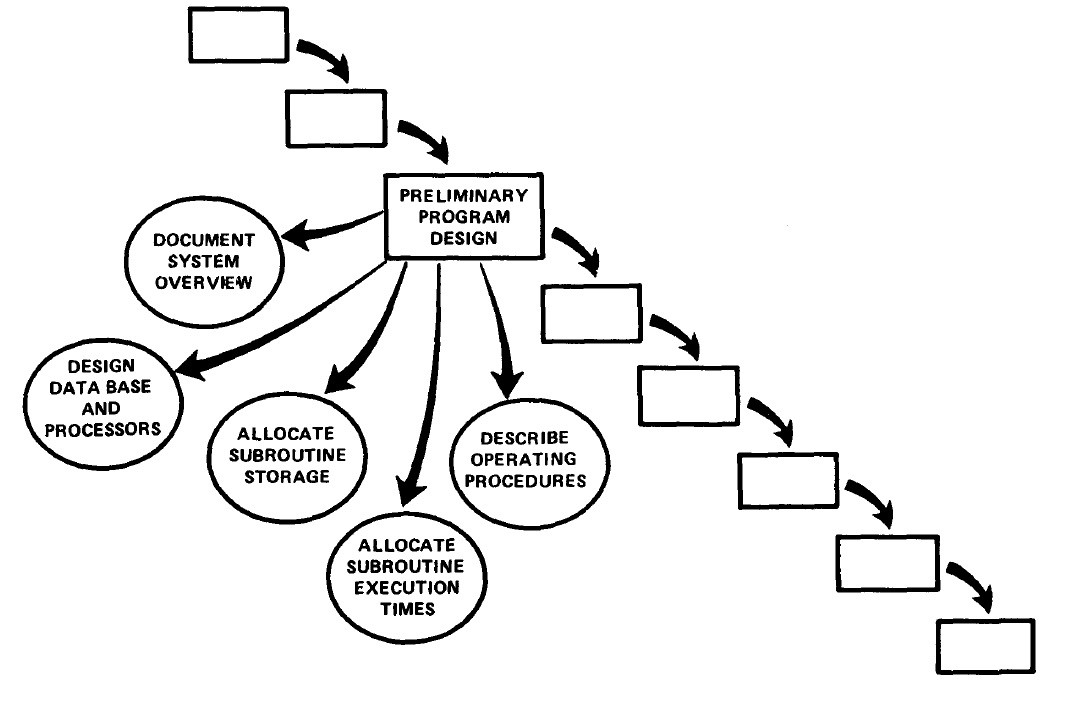 PRELIMINARY
PROGRAM
DESIGN
DOCUMENT
SYSTEM
OVERVIEW
DESIGN
DATA BASE
AND
PROCESSORS
ALLOCATE
SUBROUTINE
STORAGE
ALLOCATE
SUBROUTINE
EXECUTION
TIMES
DESCRIBE
OPERATING
PROCEDURES